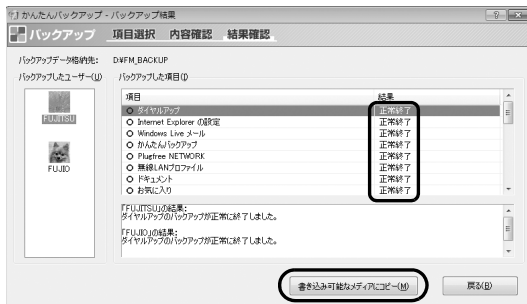 かんたんバックアップ - バックアップ結果
バックアップ 項目選択 内容確認 結果確認
バックアップデータ格納先: D:¥FM_BACKUP
バックアップしたユーザー(U) バックアップした項目(I)
項目 結果
ダイヤルアップ 正常終了
Internet Explorer の設定 正常終了
Windows Live メール 正常終了
かんたんバックアップ 正常終了
Plugfree NETWORK 正常終了
無線LANプロファイル 正常終了
ドキュメント 正常終了
お気に入り 正常終了
FUJITSU
FUJIO
「FUJITSU」の結果:
ダイヤルアップのバックアップが正常に終了しました。
「FUJIO」の結果:
ダイヤルアップのバックアップが正常に終了しました。
書き込み可能なメディアにコピー(M) 戻る(B)